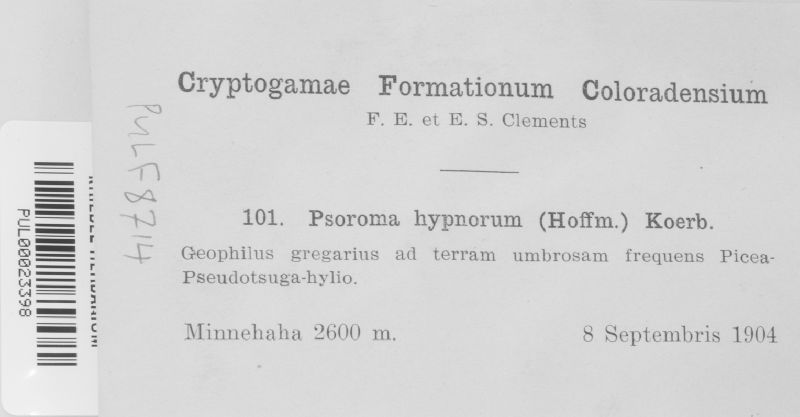 Cryptogamae Formationum Coloradensium
F. E. et E. S. Clements
101. Psoroma hypnorum (Hoffm.) Koerb.
Geophilus gregarius ad terram umbrosam frequens Picea-
Pseudotsuga-hylio.
Minnehaha 2600 m. 8 Septembris 1904
PULF8714
PUL00023398